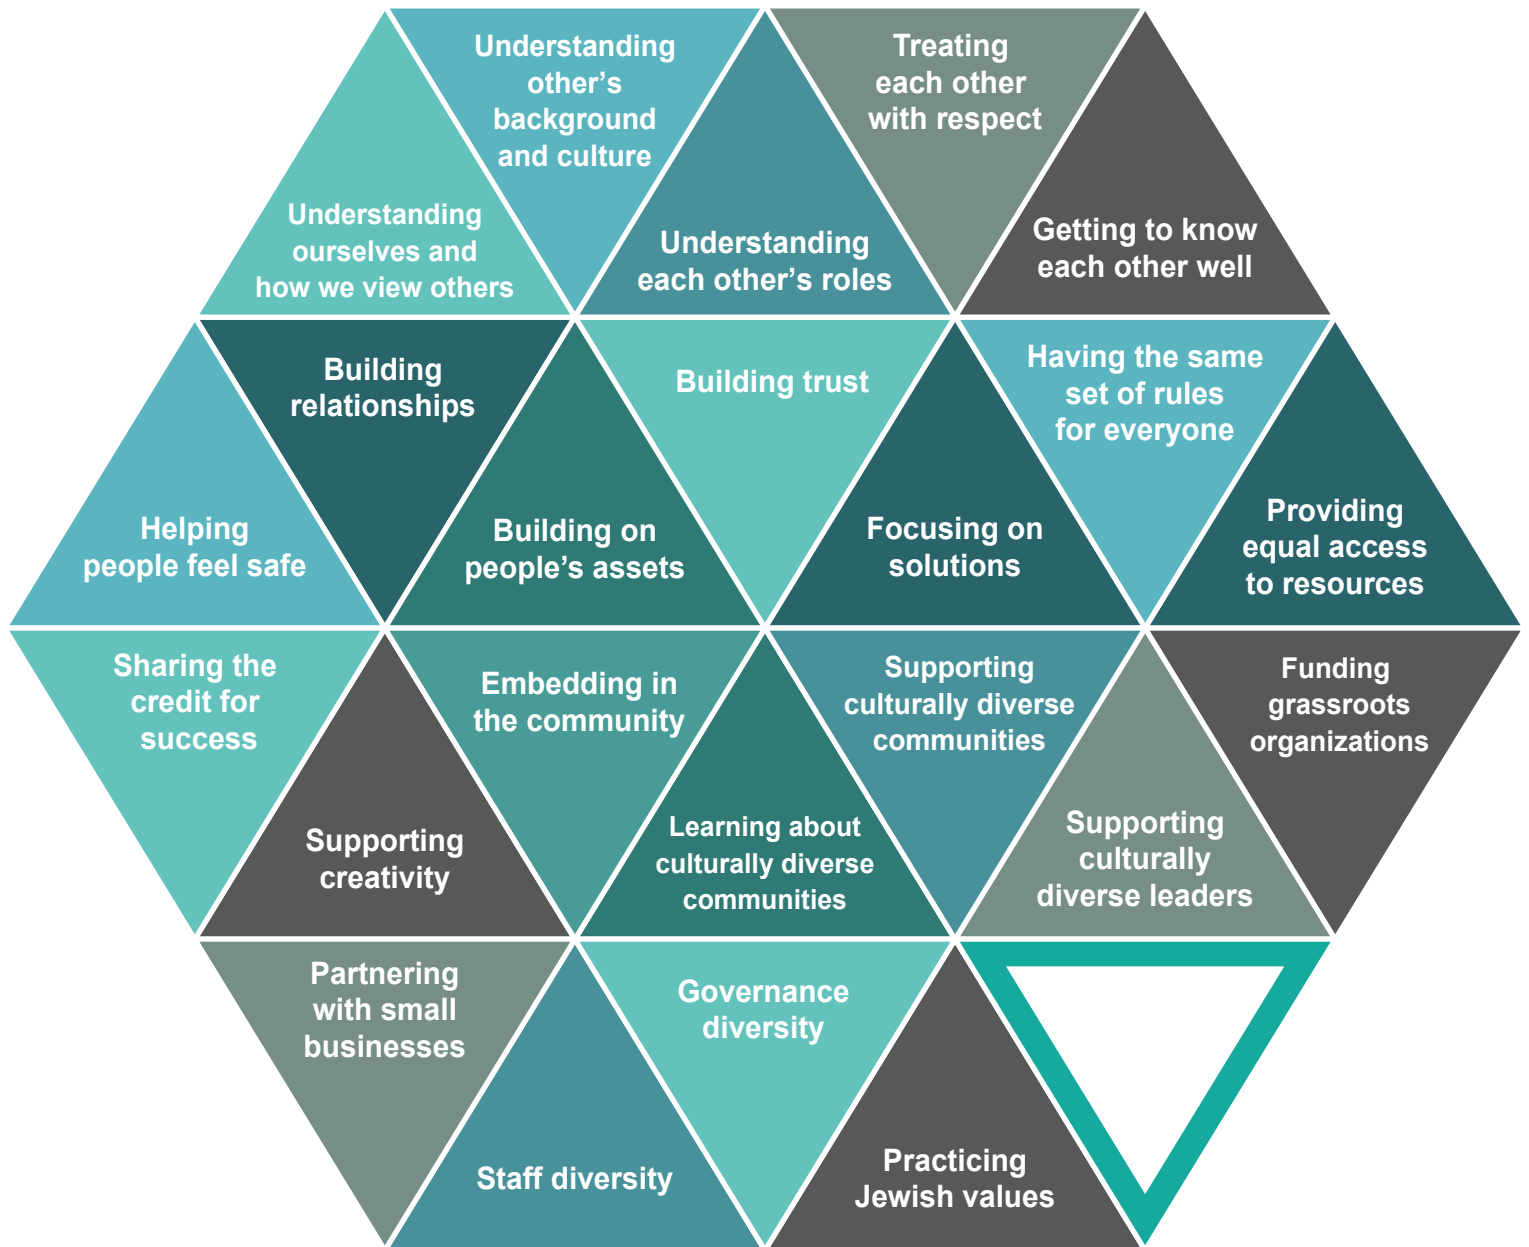 Understanding
other’s
background
and culture
Treating
each other
with respect
Understanding
ourselves and
how we view others
Understanding
each other’s roles
Getting to know
each other well
Building
relationships
Building trust
Having the same
set of rules
for everyone
Helping
people feel safe
Building on
people’s assets
Focusing on
solutions
Providing
equal access
to resources
Sharing the
credit for
success
Embedding in
the community
Supporting
culturally diverse
communities
Funding
grassroots
organizations
Supporting
creativity
Learning about
culturally diverse
communities
Supporting
culturally
diverse leaders
Partnering
with small
businesses
Governance
diversity
Staff diversity
Practicing
Jewish values